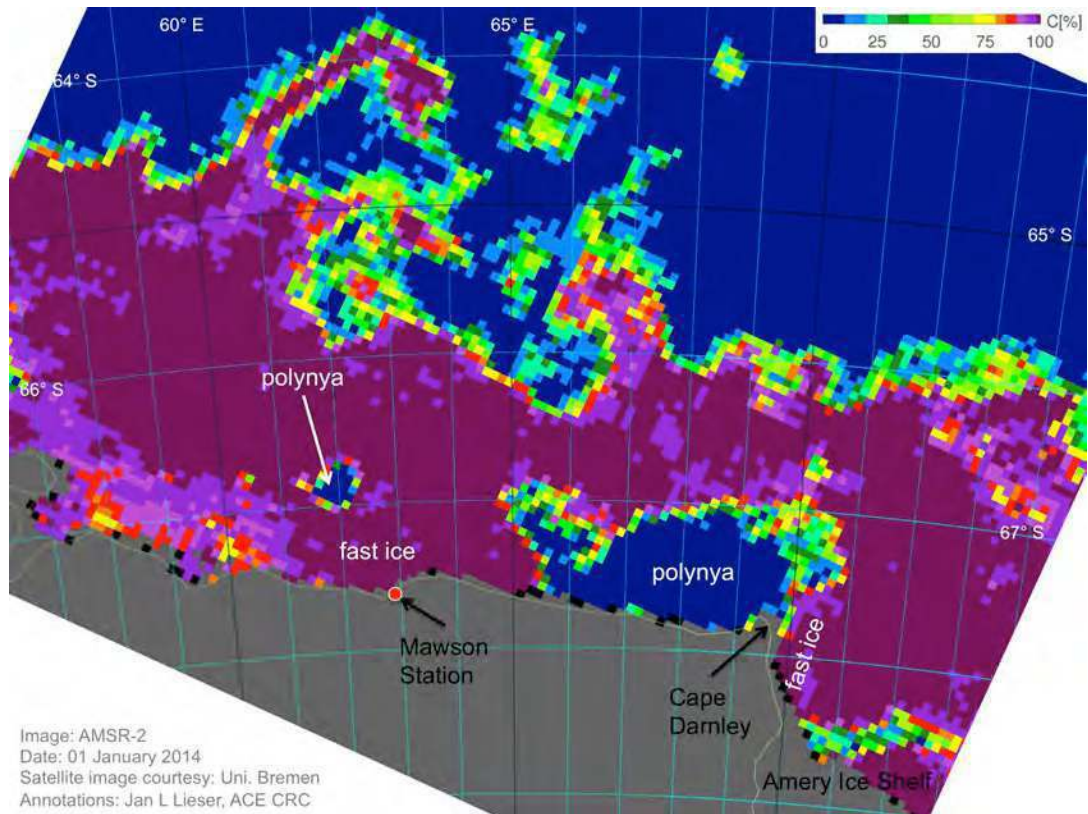 60° E
65° E
C[%]
0 25 50 75 100
64° S
65° S
66° S
polynya
67° S
fast ice
polynya
Mawson
Station
fast ice
Cape
Darnley
Image: AMSR-2
Date: 01 January 2014
Satellite image courtesy: Uni. Bremen
Annotations: Jan L Lieser, ACE CRC
Amery Ice Shelf